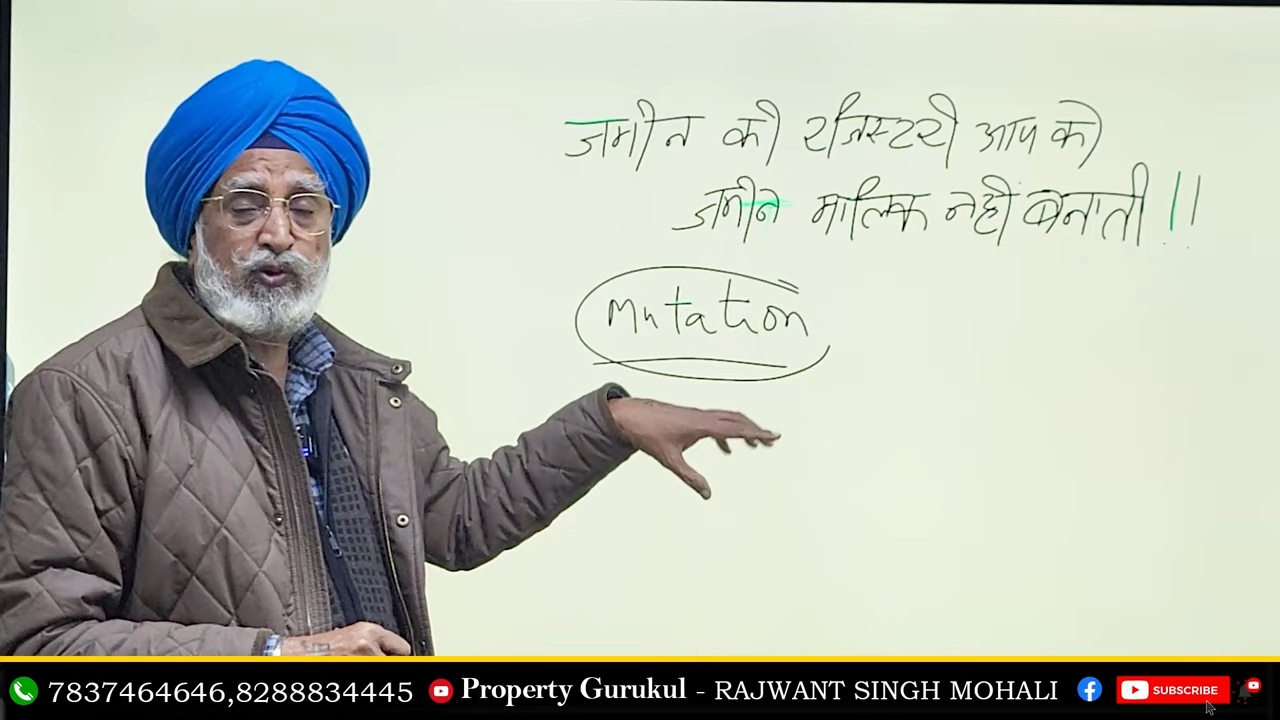 जमीन की रजिस्टरी आप को
जमीन मालिक नही बनाती !!
Mutation
7837464646,8288834445 Property Gurukul - RAJWANT SINGH MOHALI SUBSCRIBE